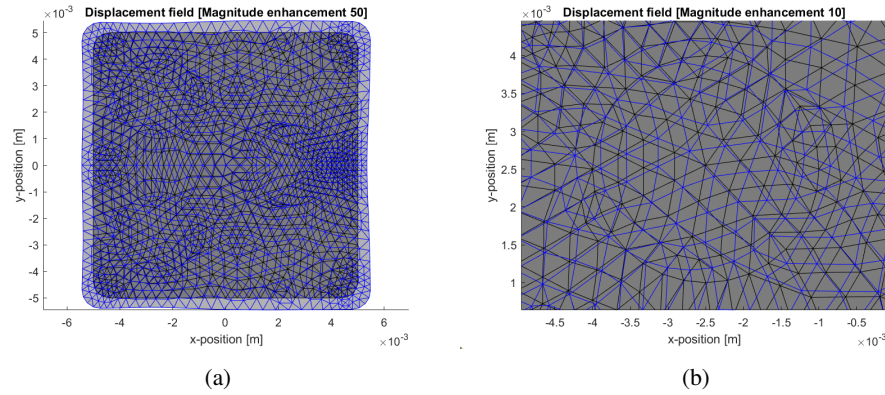 Displacement field [Magnitude enhancement 50]
×10⁻³
5
4
3
2
1
0
-1
-2
-3
-4
-5
y-position [m]
-6 -4 -2 0 2 4 6
x-position [m]
×10⁻³
(a)
Displacement field [Magnitude enhancement 10]
×10⁻³
4
3.5
3
2.5
2
1.5
1
y-position [m]
-4.5 -4 -3.5 -3 -2.5 -2 -1.5 -1 -0.5 0
x-position [m]
×10⁻³
(b)